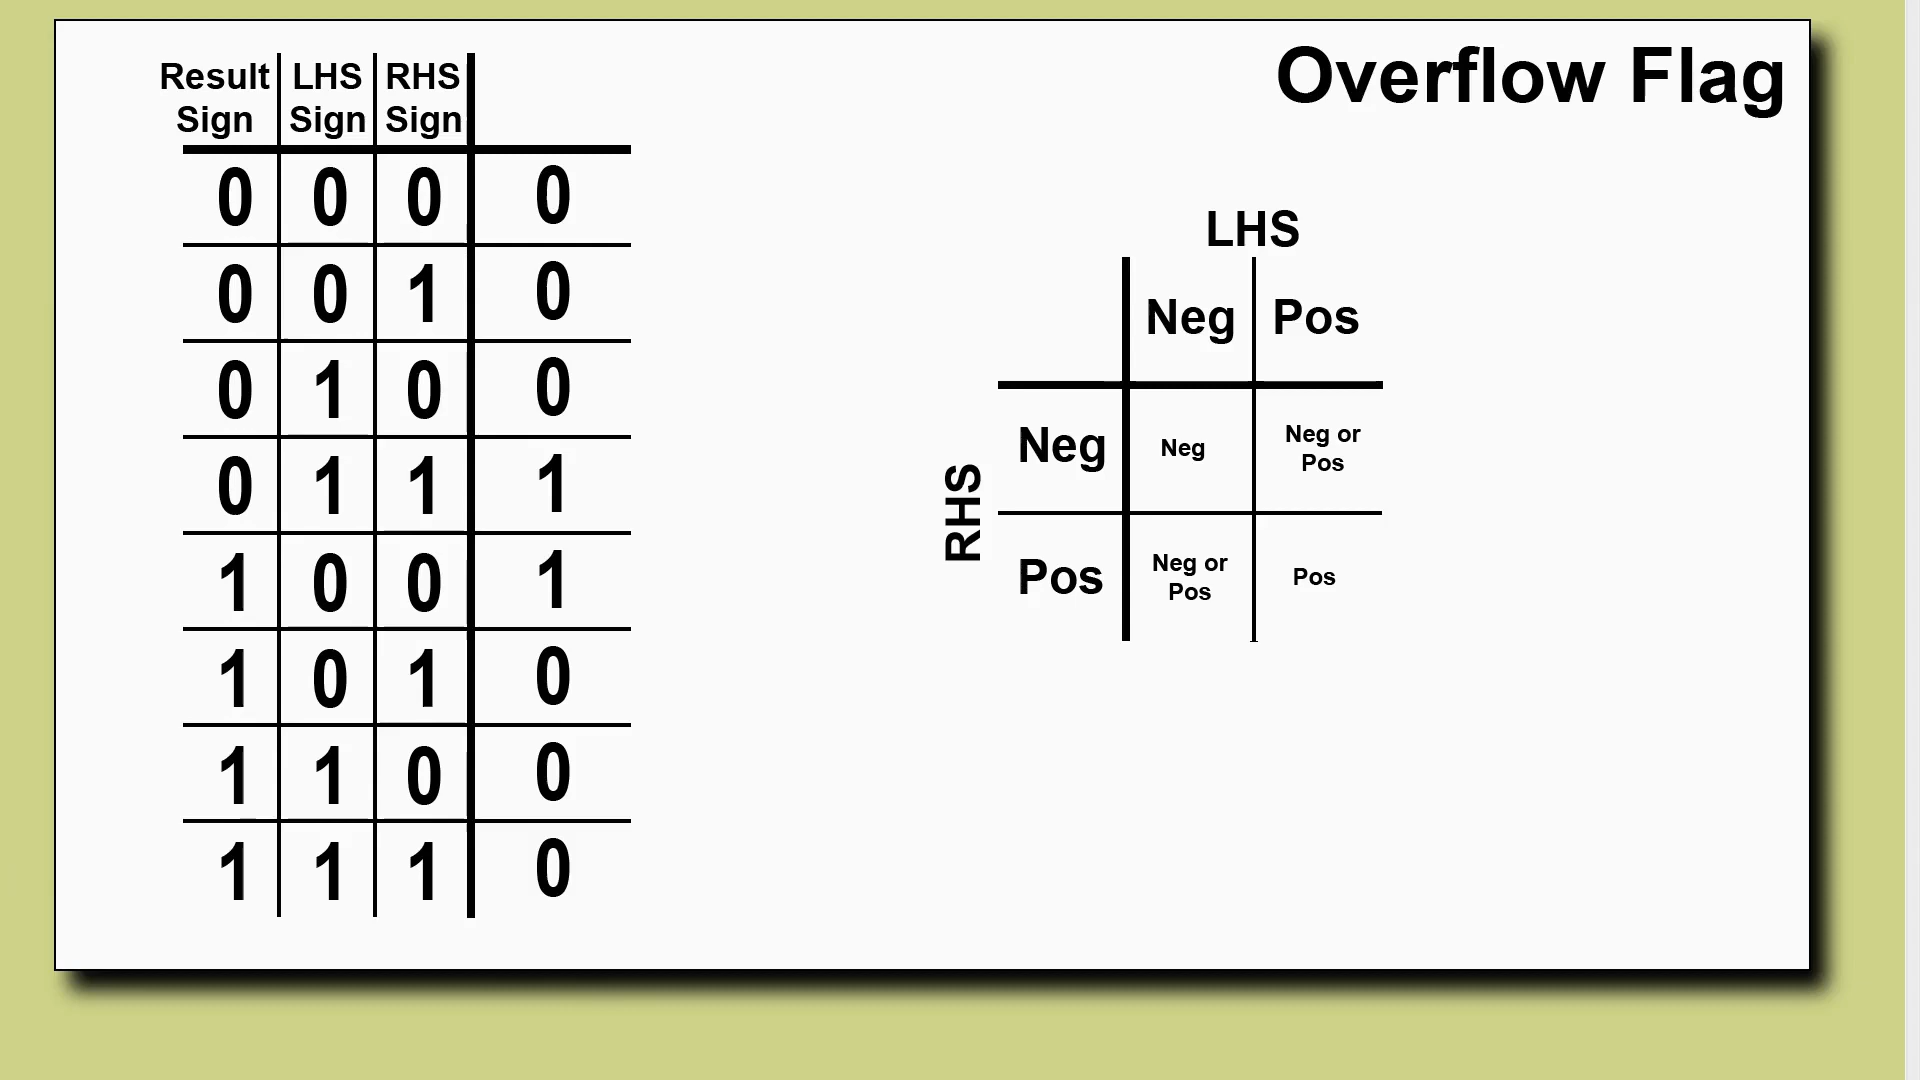 Overflow Flag
Result LHS RHS
Sign Sign Sign
0 0 0 0
0 0 1 0
0 1 0 0
0 1 1 1
1 0 0 1
1 0 1 0
1 1 0 0
1 1 1 0
LHS
Neg Pos
RHS
Neg Neg Neg or
Pos
Pos Neg or
Pos Pos